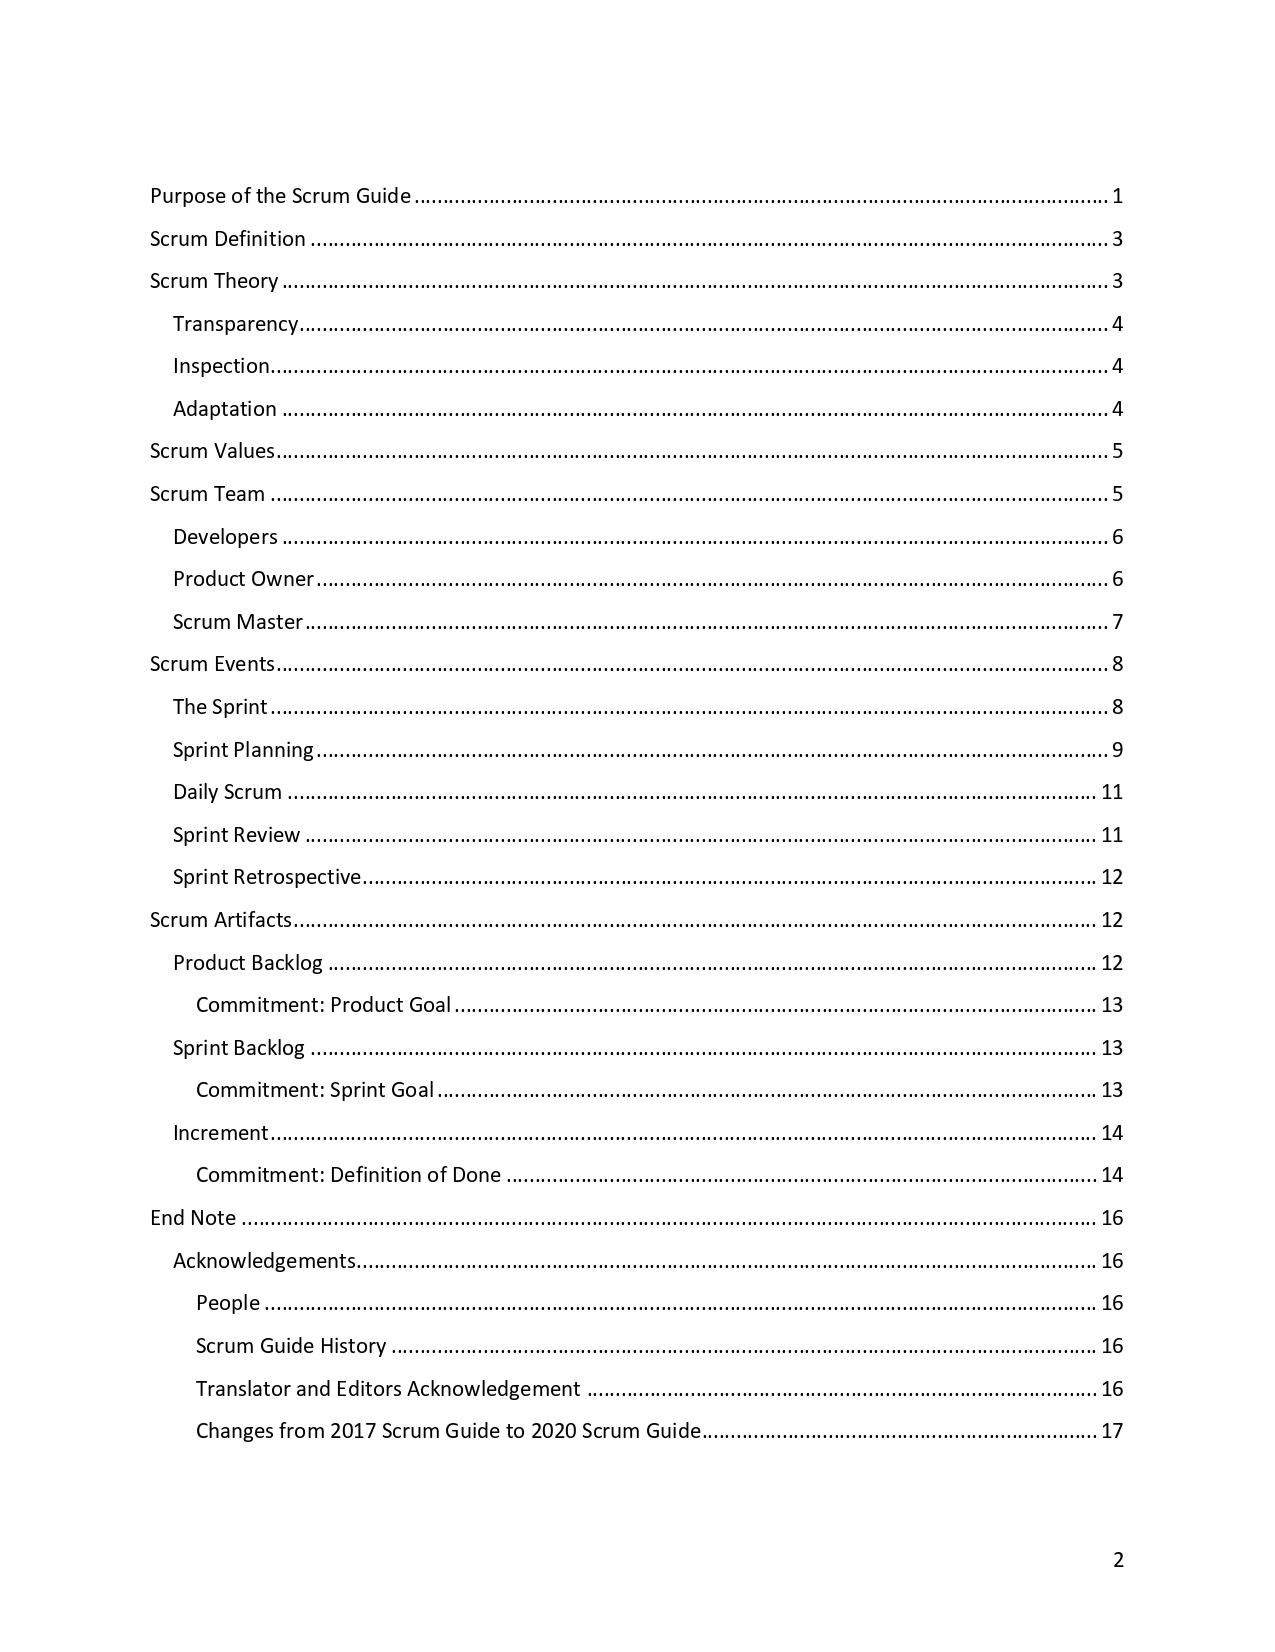 Purpose of the Scrum Guide ........ 1
Scrum Definition ........ 3
Scrum Theory ........ 3
Transparency ........ 4
Inspection ........ 4
Adaptation ........ 4
Scrum Values ........ 5
Scrum Team ........ 5
Developers ........ 6
Product Owner ........ 6
Scrum Master ........ 7
Scrum Events ........ 8
The Sprint ........ 8
Sprint Planning ........ 9
Daily Scrum ........ 11
Sprint Review ........ 11
Sprint Retrospective ........ 12
Scrum Artifacts ........ 12
Product Backlog ........ 12
Commitment: Product Goal ........ 13
Sprint Backlog ........ 13
Commitment: Sprint Goal ........ 13
Increment ........ 14
Commitment: Definition of Done ........ 14
End Note ........ 16
Acknowledgements ........ 16
People ........ 16
Scrum Guide History ........ 16
Translator and Editors Acknowledgement ........ 16
Changes from 2017 Scrum Guide to 2020 Scrum Guide ........ 17
2